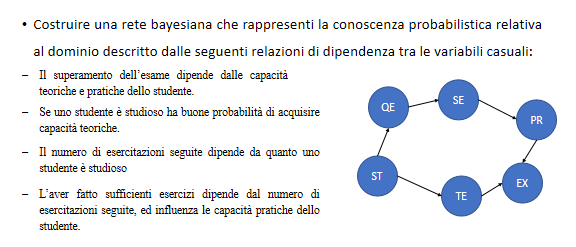 • Costruire una rete bayesiana che rappresenti la conoscenza probabilistica relativa
al dominio descritto dalle seguenti relazioni di dipendenza tra le variabili casuali:
– Il superamento dell'esame dipende dalle capacità
teoriche e pratiche dello studente.
– Se uno studente è studioso ha buone probabilità di acquisire
capacità teoriche.
– Il numero di esercitazioni seguite dipende da quanto uno
studente è studioso
– L'aver fatto sufficienti esercizi dipende dal numero di
esercitazioni seguite, ed influenza le capacità pratiche dello
studente.
QE
SE
PR
ST
TE
EX